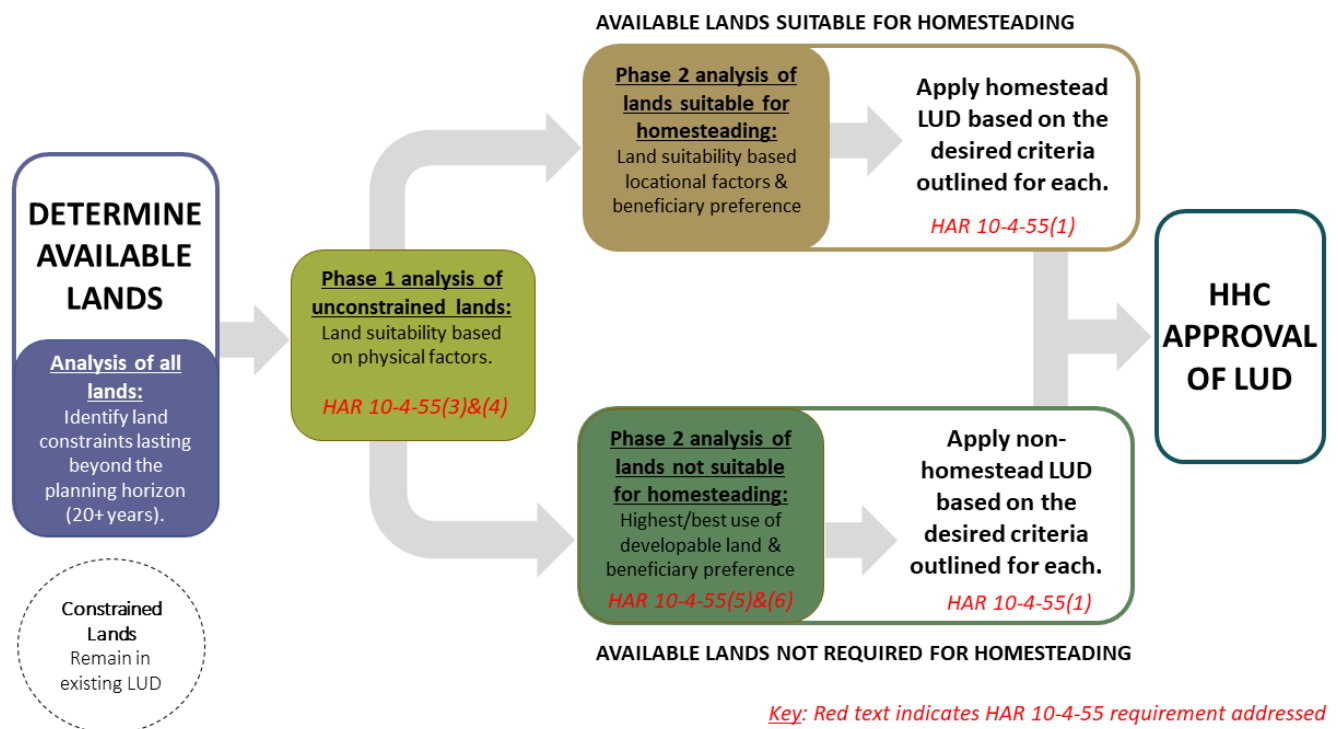 AVAILABLE LANDS SUITABLE FOR HOMESTEADING
DETERMINE
AVAILABLE
LANDS
Analysis of all
lands:
Identify land
constraints lasting
beyond the
planning horizon
(20+ years).
Constrained
Lands
Remain in
existing LUD
Phase 1 analysis of
unconstrained lands:
Land suitability based
on physical factors.
HAR 10-4-55(3)&(4)
Phase 2 analysis of
lands suitable for
homesteading:
Land suitability based
locational factors &
beneficiary preference
Apply homestead
LUD based on the
desired criteria
outlined for each.
HAR 10-4-55(1)
Phase 2 analysis of
lands not suitable
for homesteading:
Highest/best use of
developable land &
beneficiary preference
HAR 10-4-55(5)&(6)
Apply non-
homestead LUD
based on the
desired criteria
outlined for each.
HAR 10-4-55(1)
HHC
APPROVAL
OF LUD
AVAILABLE LANDS NOT REQUIRED FOR HOMESTEADING
Key: Red text indicates HAR 10-4-55 requirement addressed